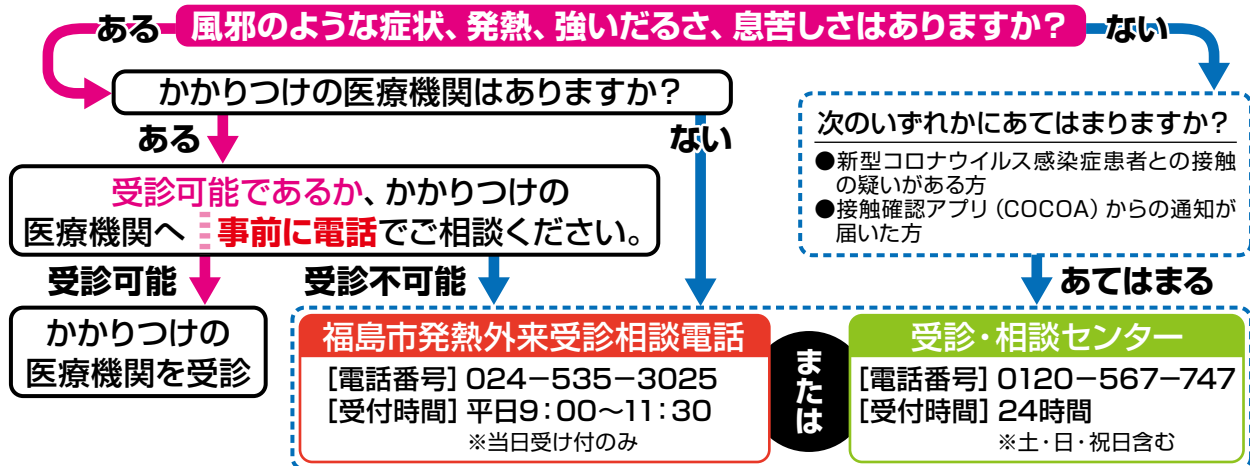 ある
風邪のような症状、発熱、強いだるさ、息苦しさはありますか？
ない
かかりつけの医療機関はありますか？
ある
ない
次のいずれかにあてはまりますか？
●新型コロナウイルス感染症患者との接触
の疑いがある方
●接触確認アプリ（COCOA）からの通知が
届いた方
受診可能であるか、かかりつけの
医療機関へ 事前に電話でご相談ください。
受診可能
受診不可能
あてはまる
かかりつけの
医療機関を受診
福島市発熱外来受診相談電話
［電話番号］024−535−3025
［受付時間］平日9：00〜11：30
※当日受け付のみ
または
受診・相談センター
［電話番号］0120−567−747
［受付時間］24時間
※土・日・祝日含む